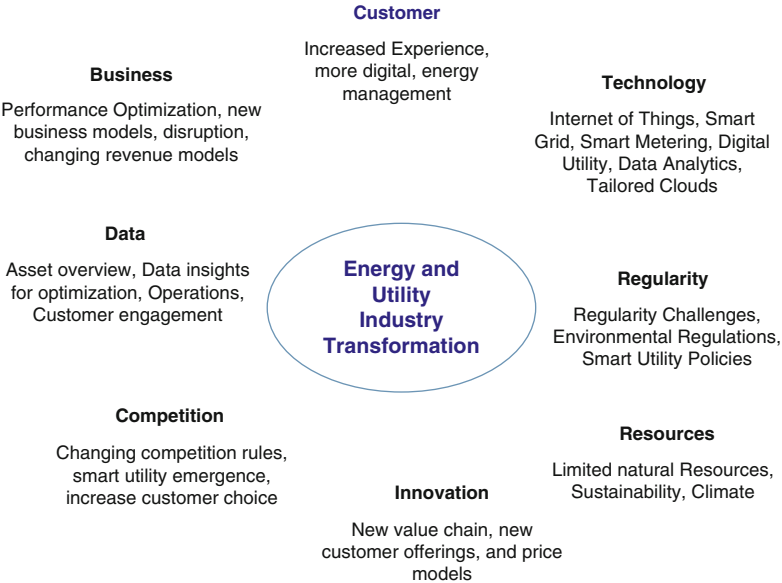 Customer
Increased Experience,
more digital, energy
management
Business
Performance Optimization, new
business models, disruption,
changing revenue models
Technology
Internet of Things, Smart
Grid, Smart Metering, Digital
Utility, Data Analytics,
Tailored Clouds
Data
Asset overview, Data insights
for optimization, Operations,
Customer engagement
Energy and
Utility
Industry
Transformation
Regularity
Regularity Challenges,
Environmental Regulations,
Smart Utility Policies
Competition
Changing competition rules,
smart utility emergence,
increase customer choice
Resources
Limited natural Resources,
Sustainability, Climate
Innovation
New value chain, new
customer offerings, and price
models